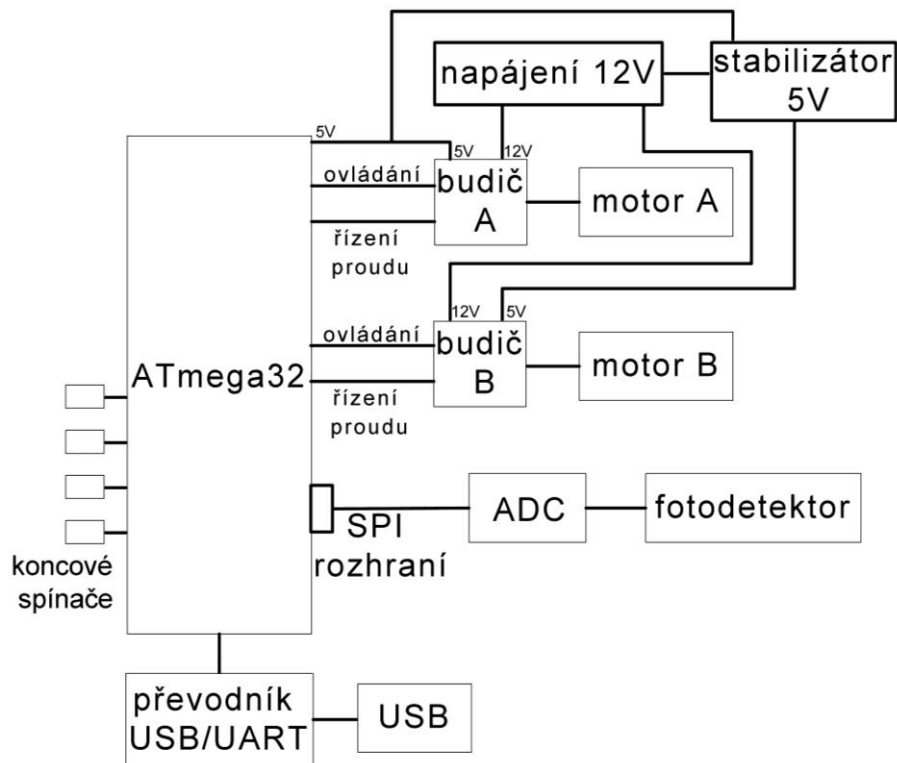 napájení 12V
stabilizátor
5V
5V
5V
12V
ovládání
budič
A
motor A
řízení
proudu
12V
5V
ovládání
budič
B
motor B
ATmega32
řízení
proudu
ADC
fotodetektor
SPI
rozhraní
koncové
spínače
převodník
USB/UART
USB